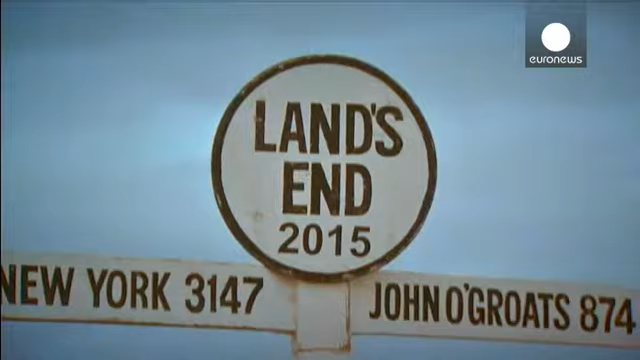 euronews
LAND'S
END
2015
NEW YORK 3147
JOHN O'GROATS 874